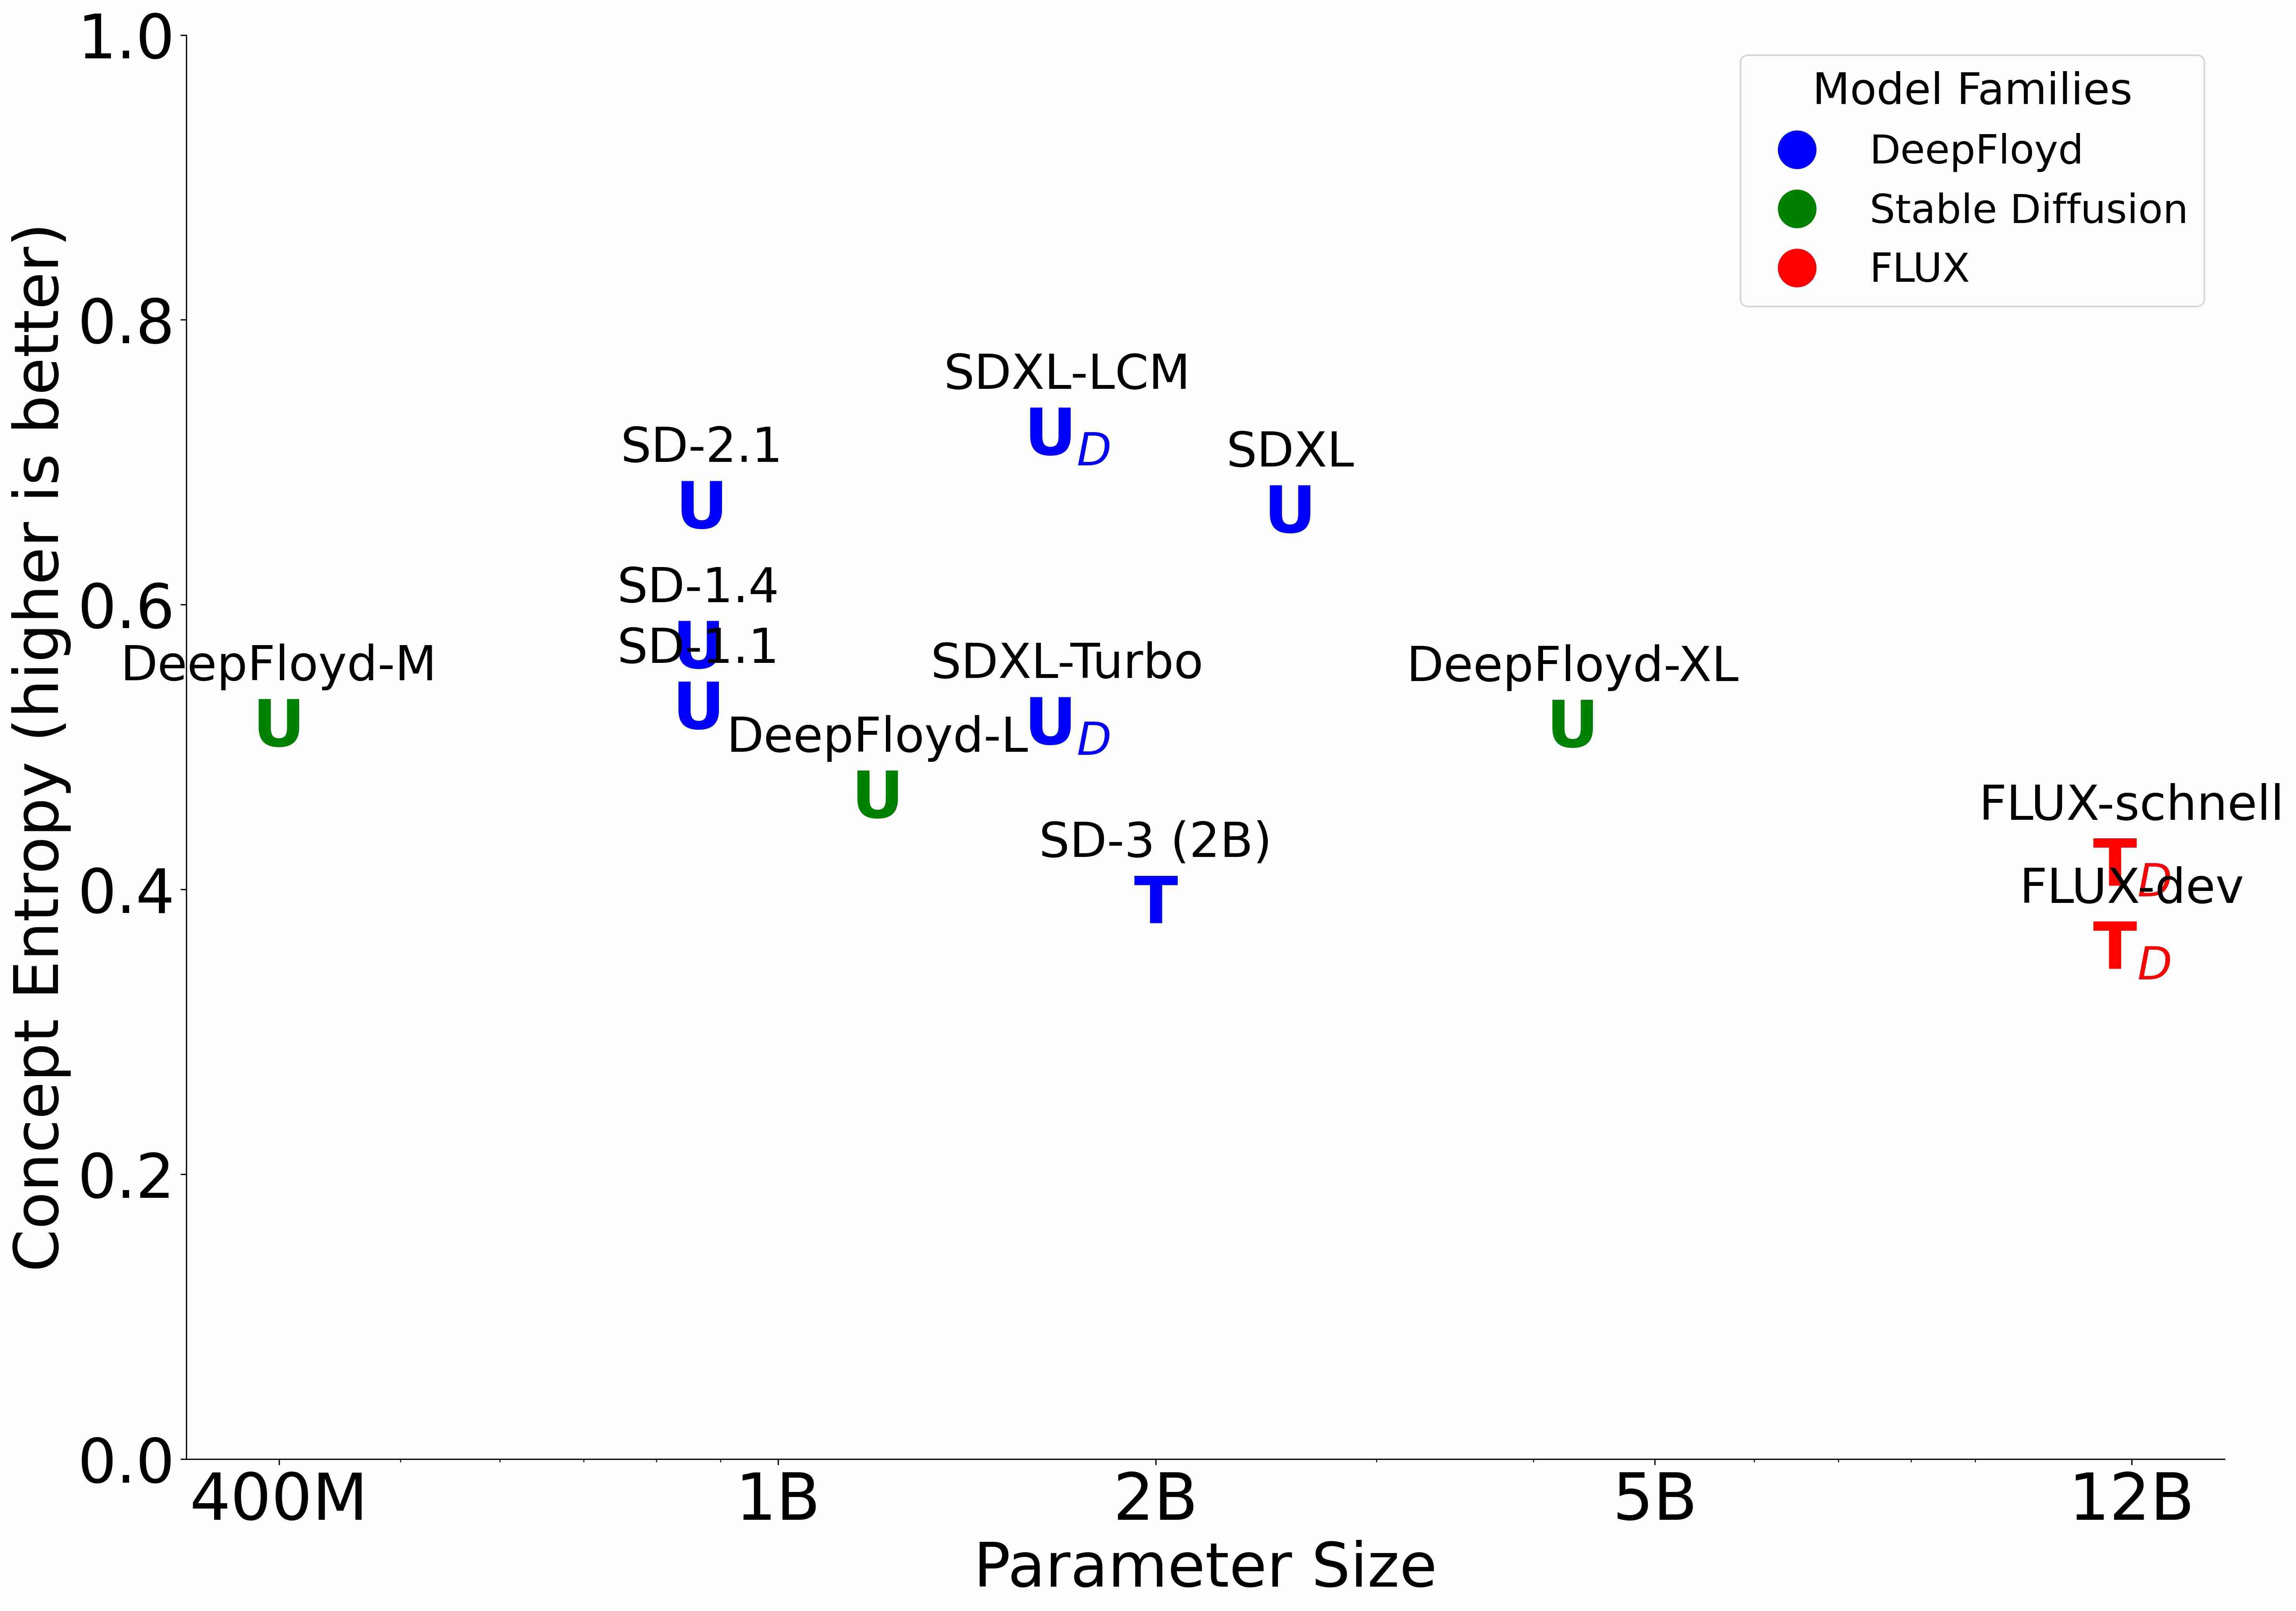 Concept Entropy (higher is better)
1.0
0.8
0.6
0.4
0.2
0.0
Model Families
DeepFloyd
Stable Diffusion
FLUX
SDXL-LCM
U D
SD-2.1
U
SDXL
U
SD-1.4
U
SD-1.1
U
DeepFloyd-M
U
SDXL-Turbo
U D
DeepFloyd-XL
U
DeepFloyd-L
U
SD-3 (2B)
T
FLUX-schnell
T D
FLUX-dev
T D
400M 1B 2B 5B 12B
Parameter Size